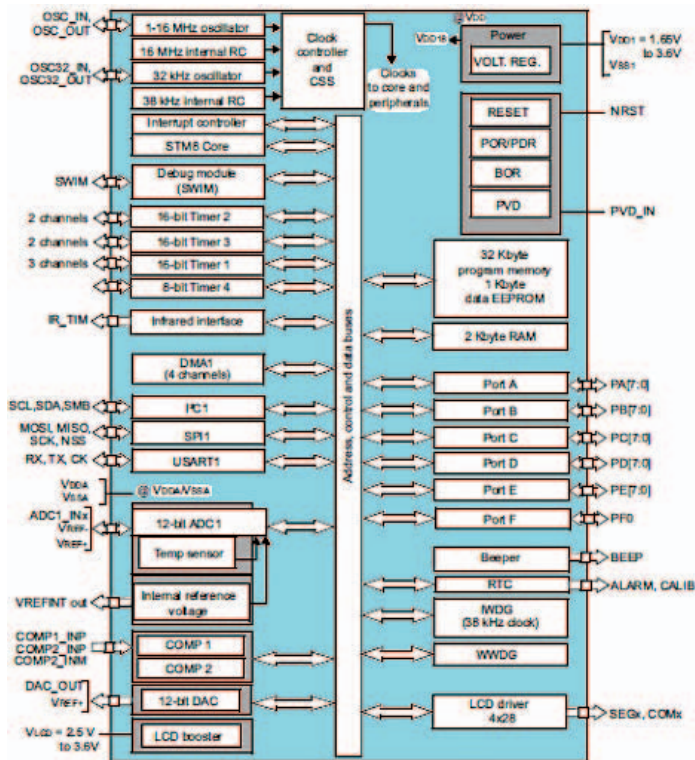 OSC_IN,
OSC_OUT
1-16 MHz oscillator
16 MHz internal RC
OSC32_IN,
OSC32_OUT
32 kHz oscillator
38 kHz internal RC
Clock
controller
and
CSS
Clocks
to core and
peripherals
@VDD
VDD18
Power
VOLT. REG.
VDD1 = 1.65V
to 3.6V
VSS1
RESET
POR/PDR
BOR
PVD
NRST
PVD_IN
Interrupt controller
STM8 Core
SWIM
Debug module
(SWIM)
2 channels
16-bit Timer 2
2 channels
16-bit Timer 3
3 channels
16-bit Timer 1
8-bit Timer 4
IR_TIM
Infrared interface
DMA1
(4 channels)
SCL,SDA,SMB
I²C1
MOSI, MISO,
SCK, NSS
SPI1
RX, TX, CK
USART1
VDDA
VSSA
@ VDDA/VSSA
ADC1_INx
VREF-
VREF+
12-bit ADC1
Temp sensor
VREFINT out
Internal reference
voltage
COMP1_INP
COMP2_INP
COMP2_INM
COMP 1
COMP 2
DAC_OUT
VREF+
12-bit DAC
VLCD = 2.5 V
to 3.6V
LCD booster
Address, control and data buses
32 Kbyte
program memory
1 Kbyte
data EEPROM
2 Kbyte RAM
Port A
PA[7:0]
Port B
PB[7:0]
Port C
PC[7:0]
Port D
PD[7:0]
Port E
PE[7:0]
Port F
PF0
Beeper
BEEP
RTC
ALARM, CALIB
IWDG
(38 kHz clock)
WWDG
LCD driver
4x28
SEGx, COMx